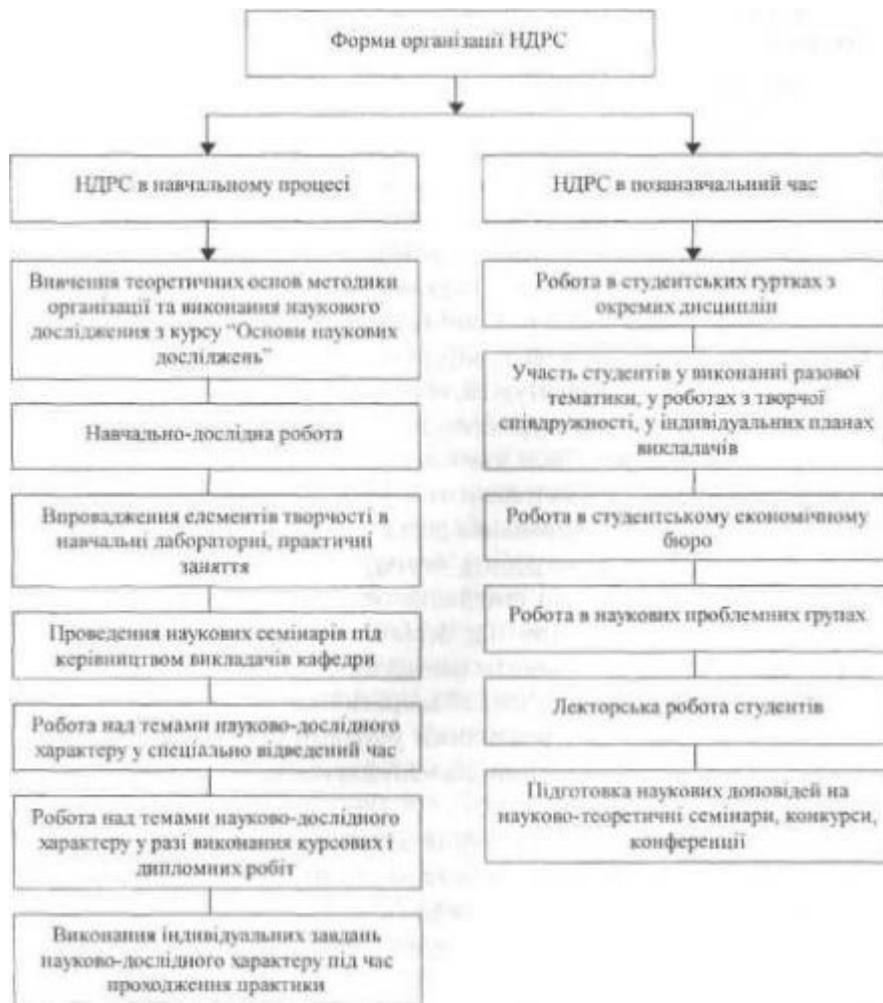 Форми організації НДРС
НДРС в навчальному процесі
Вивчення теоретичних основ методики
організації та виконання наукового
дослідження з курсу “Основи наукових
досліджень”
Навчально-дослідна робота
Впровадження елементів творчості в
навчальні лабораторні, практичні
заняття
Проведення наукових семінарів під
керівництвом викладачів кафедри
Робота над темами науково-дослідного
характеру у спеціально відведений час
Робота над темами науково-дослідного
характеру у разі виконання курсових і
дипломних робіт
Виконання індивідуальних завдань
науково-дослідного характеру під час
проходження практики
НДРС в позанавчальний час
Робота в студентських гуртках з
окремих дисциплін
Участь студентів у виконанні разової
тематики, у роботах з творчої
співдружності, у індивідуальних планах
викладачів
Робота в студентському економічному
бюро
Робота в наукових проблемних групах
Лекторська робота студентів
Підготовка наукових доповідей на
науково-теоретичні семінари, конкурси,
конференції